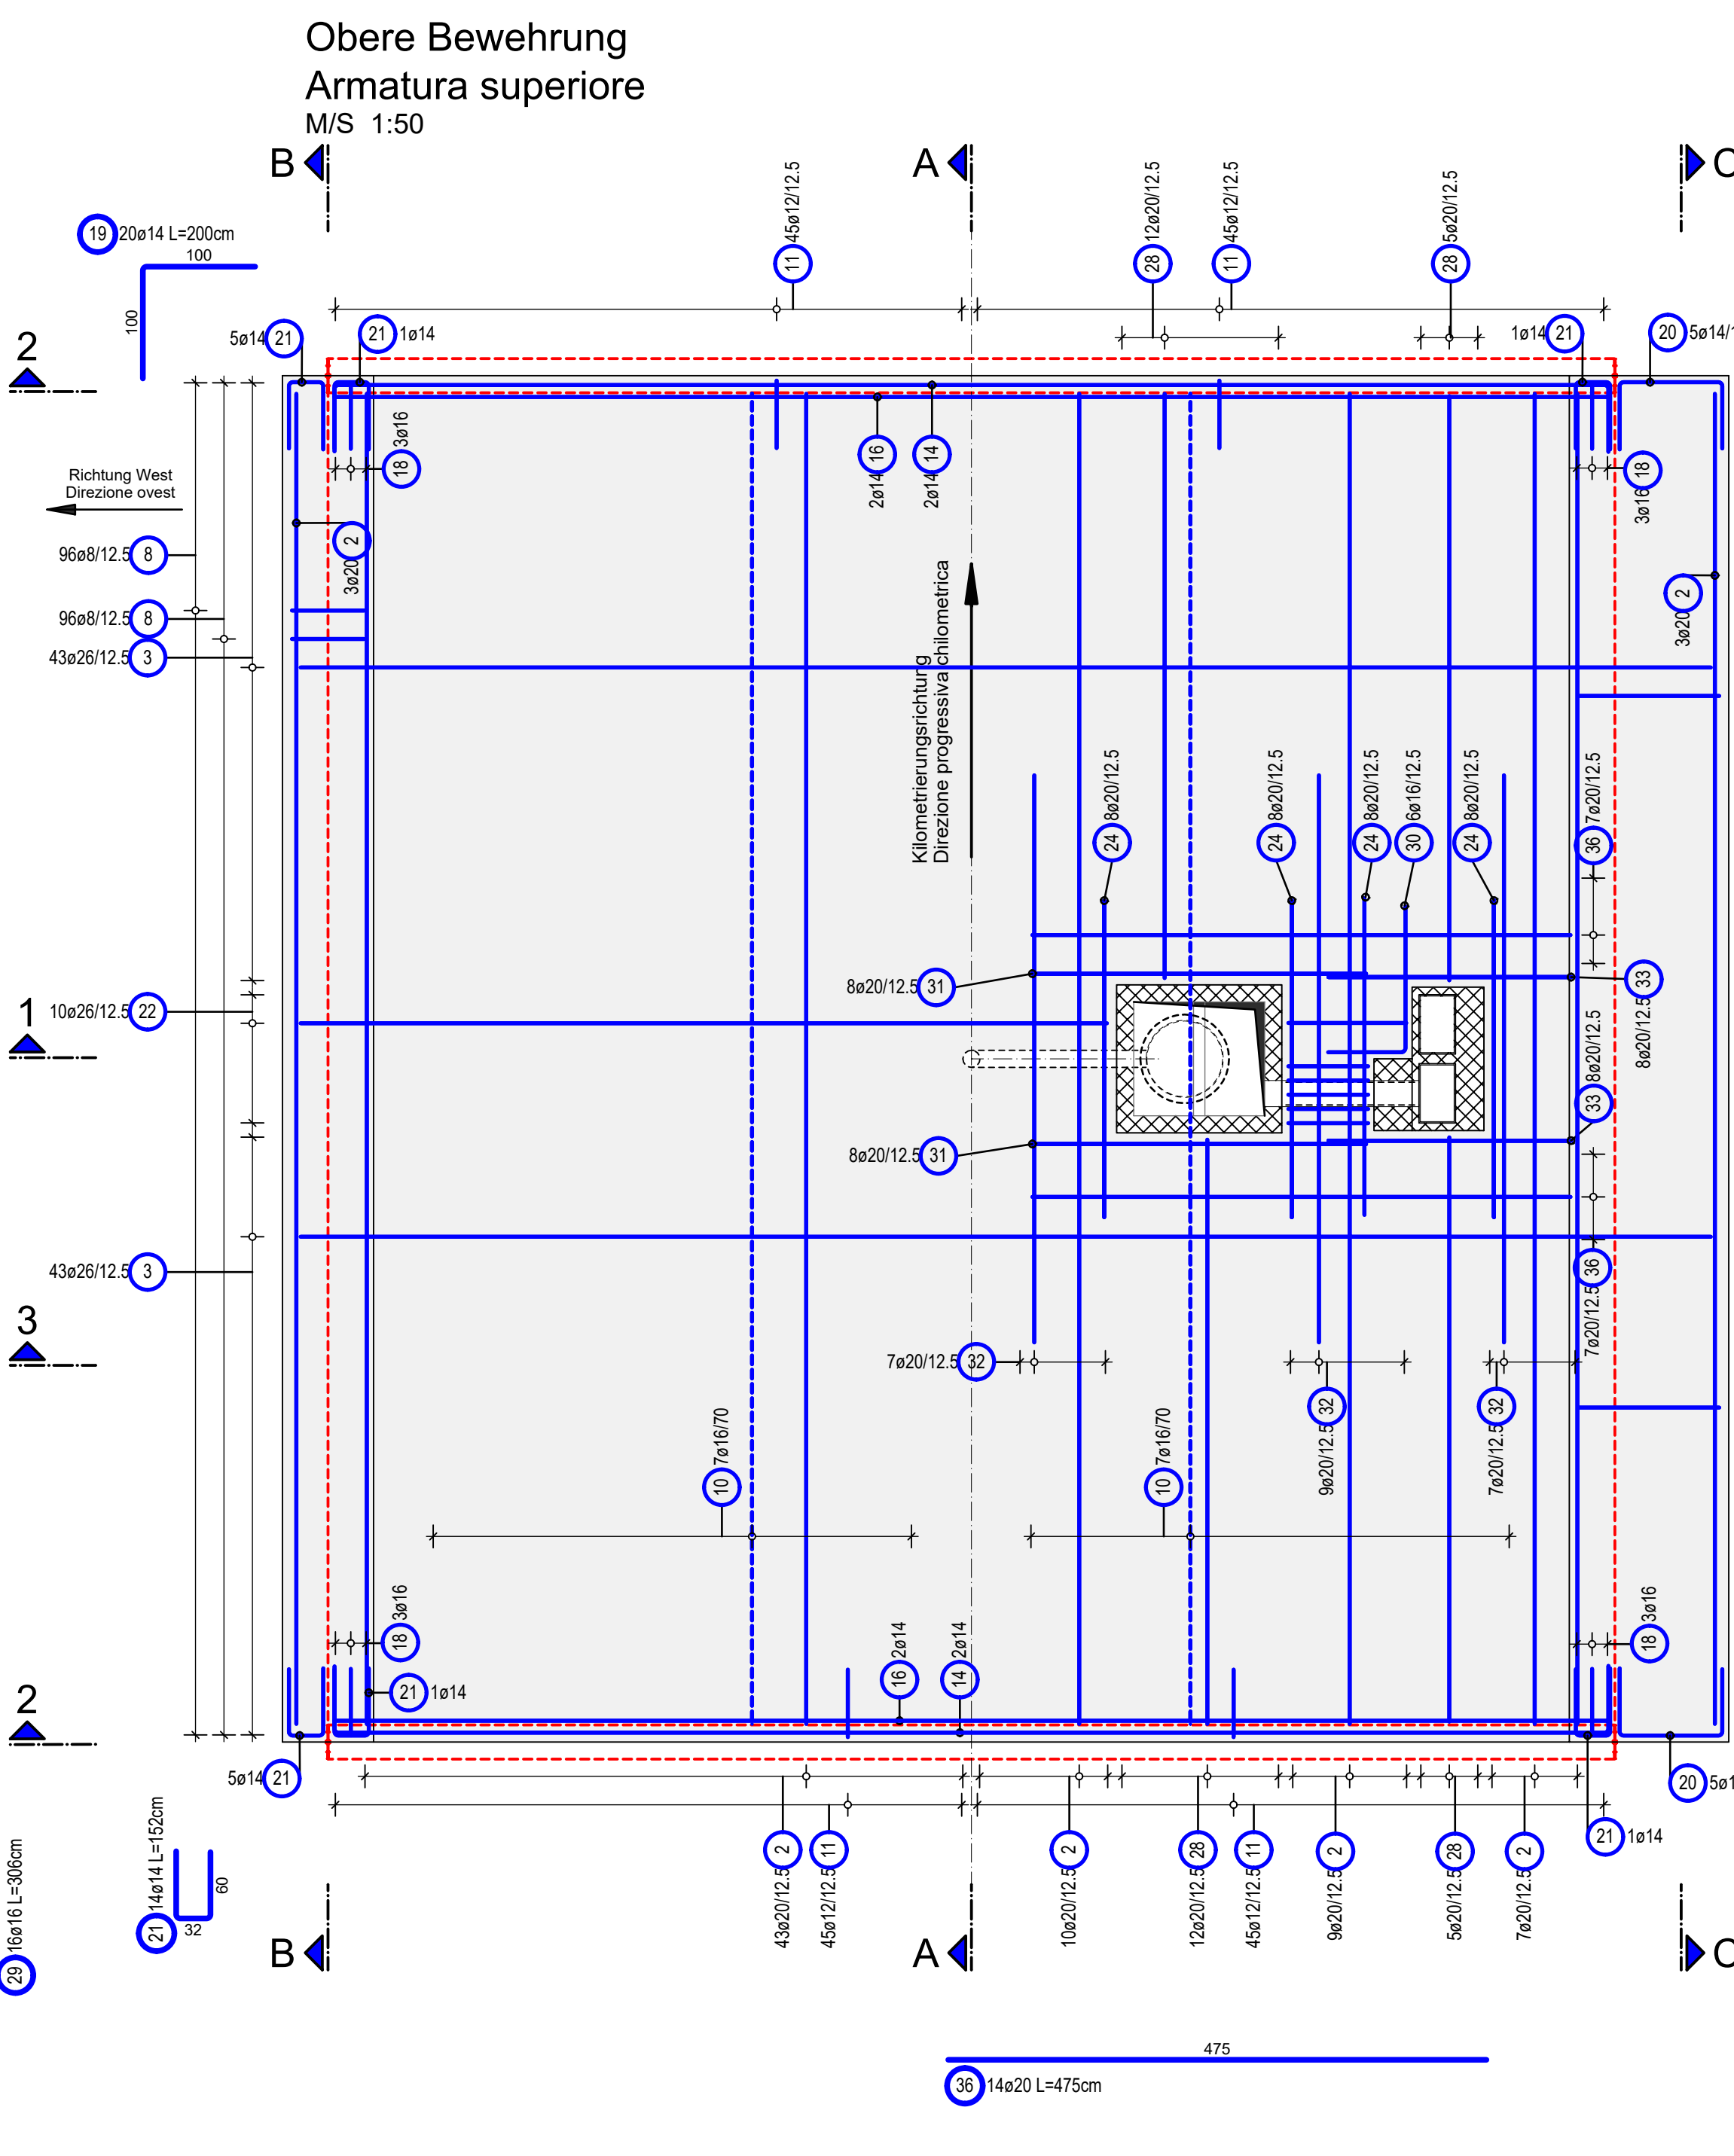 Obere Bewehrung
Armatura superiore
M/S 1:50
B
A
C
19 20ø14 L=200cm
100
100
11 45ø12/12.5
28 12ø20/12.5
11 45ø12/12.5
28 5ø20/12.5
2
5ø14 21
21 1ø14
1ø14 21
20 5ø14/1
18 3ø16
2ø14 16
2ø14 14
3ø16 18
Richtung West
Direzione ovest
96ø8/12.5 8
3ø20 2
3ø20 2
96ø8/12.5 8
43ø26/12.5 3
Kilometrierungsrichtung
Direzione progressiva chilometrica
24 8ø20/12.5
24 8ø20/12.5
24 8ø20/12.5
30 6ø16/12.5
24 8ø20/12.5
36 7ø20/12.5
8ø20/12.5 31
8ø20/12.5 33
1
10ø26/12.5 22
33 8ø20/12.5
8ø20/12.5 31
43ø26/12.5 3
7ø20/12.5 36
3
7ø20/12.5 32
9ø20/12.5 32
7ø20/12.5 32
10 7ø16/70
10 7ø16/70
18 3ø16
16 2ø14
14 2ø14
18 3ø16
21 1ø14
2
5ø14 21
20 5ø1
21 1ø14
43ø20/12.5 2
45ø12/12.5 11
10ø20/12.5 2
12ø20/12.5 28
45ø12/12.5 11
9ø20/12.5 2
5ø20/12.5 28
7ø20/12.5 2
29 16ø16 L=306cm
21 14ø14 L=152cm
60
32
B
A
C
475
36 14ø20 L=475cm